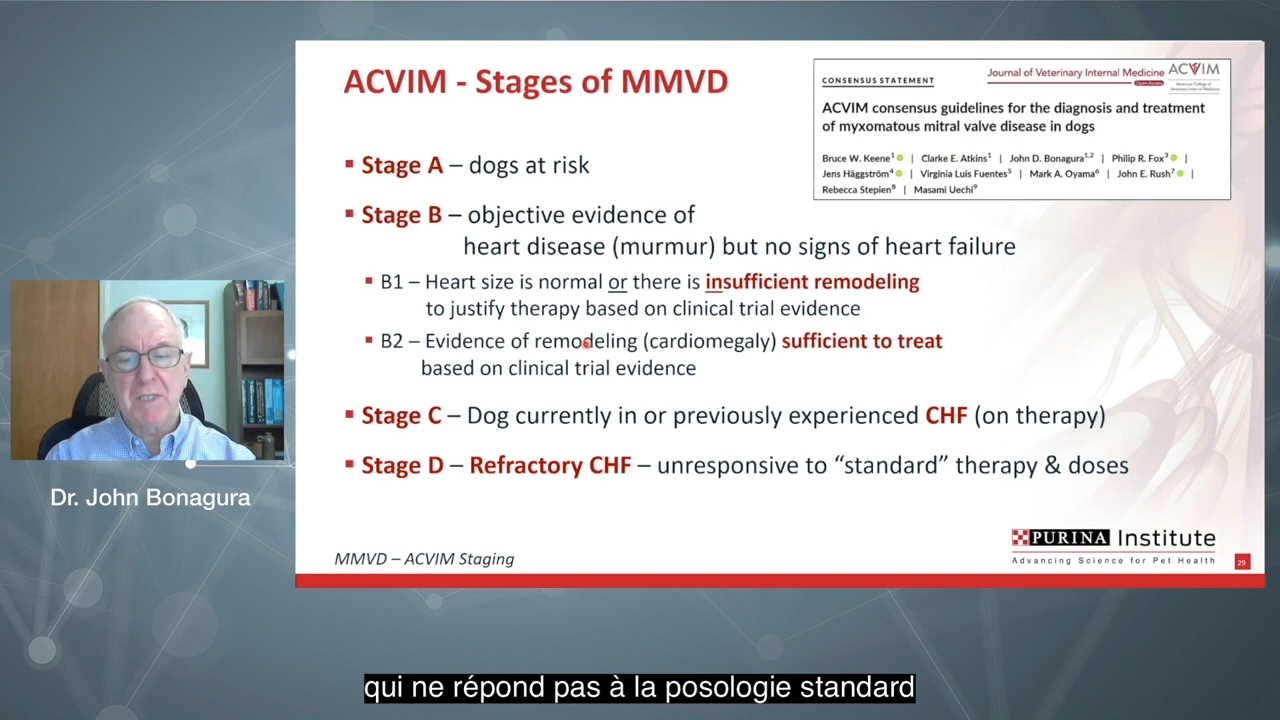 ACVIM - Stages of MMVD
CONSENSUS STATEMENT
Journal of Veterinary Internal Medicine
Open Access
ACVIM
American College of
Veterinary Internal Medicine
ACVIM consensus guidelines for the diagnosis and treatment
of myxomatous mitral valve disease in dogs
Bruce W. Keene1 | Clarke E. Atkins1 | John D. Bonagura1,2 | Philip R. Fox3 |
Jens Häggström4 | Virginia Luis Fuentes5 | Mark A. Oyama6 | John E. Rush7 |
Rebecca Stepien8 | Masami Uechi9
▪ Stage A – dogs at risk
▪ Stage B – objective evidence of
heart disease (murmur) but no signs of heart failure
▪ B1 – Heart size is normal or there is insufficient remodeling
to justify therapy based on clinical trial evidence
▪ B2 – Evidence of remodeling (cardiomegaly) sufficient to treat
based on clinical trial evidence
▪ Stage C – Dog currently in or previously experienced CHF (on therapy)
▪ Stage D – Refractory CHF – unresponsive to “standard” therapy & doses
Dr. John Bonagura
PURINA Institute
Advancing Science for Pet Health
MMVD – ACVIM Staging
29
qui ne répond pas à la posologie standard